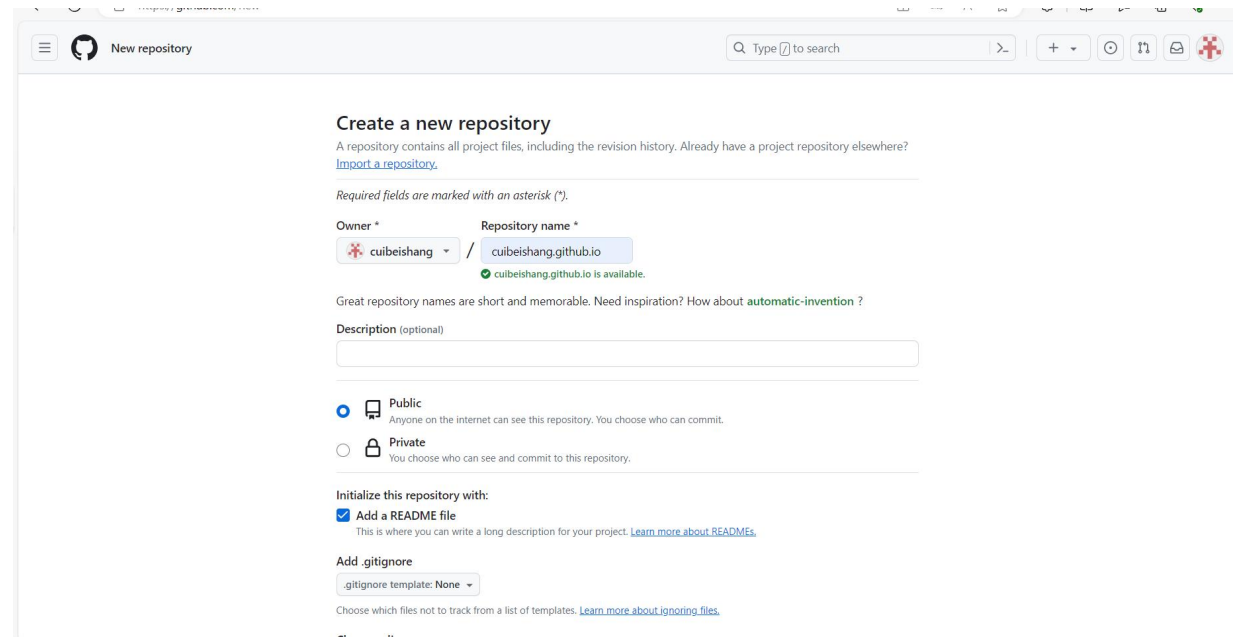 New repository
Type / to search
Create a new repository
A repository contains all project files, including the revision history. Already have a project repository elsewhere?
Import a repository.
Required fields are marked with an asterisk (*).
Owner * Repository name *
cuibeishang / cuibeishang.github.io
cuibeishang.github.io is available.
Great repository names are short and memorable. Need inspiration? How about automatic-invention ?
Description (optional)
Public
Anyone on the internet can see this repository. You choose who can commit.
Private
You choose who can see and commit to this repository.
Initialize this repository with:
Add a README file
This is where you can write a long description for your project. Learn more about READMEs.
Add .gitignore
.gitignore template: None
Choose which files not to track from a list of templates. Learn more about ignoring files.